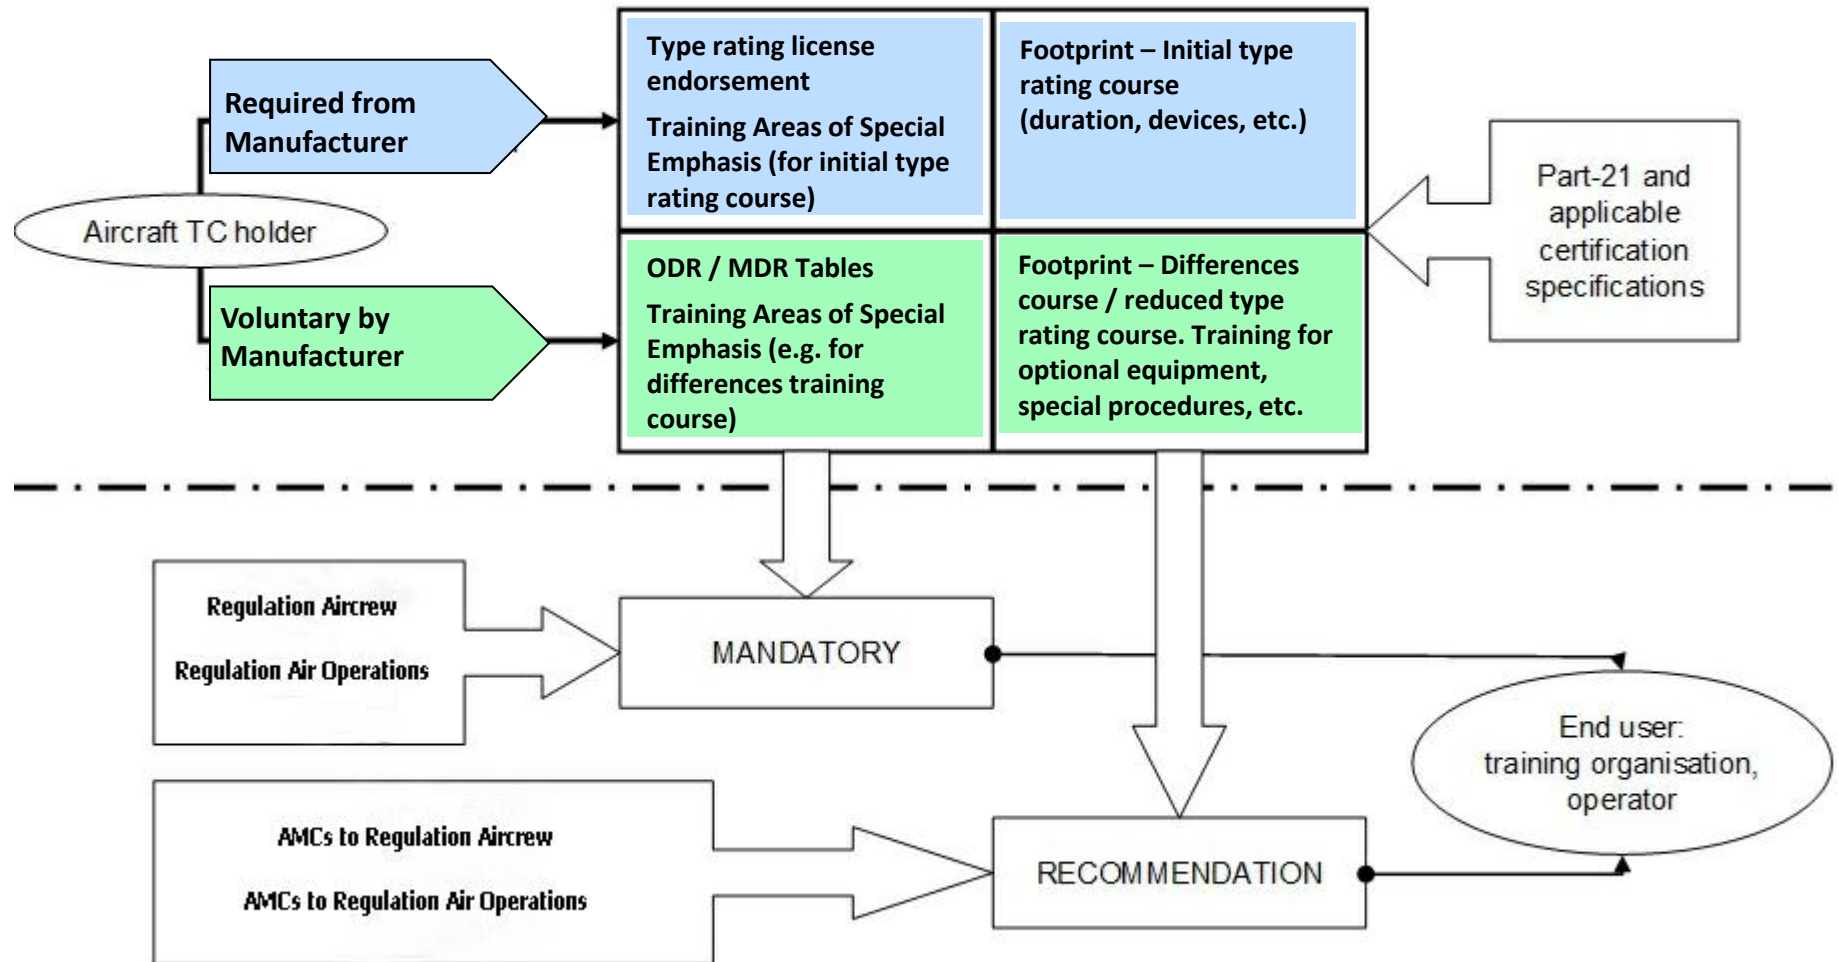 Required from
Manufacturer
Aircraft TC holder
Voluntary by
Manufacturer
Type rating license
endorsement
Training Areas of Special
Emphasis (for initial type
rating course)
Footprint – Initial type
rating course
(duration, devices, etc.)
ODR / MDR Tables
Training Areas of Special
Emphasis (e.g. for
differences training
course)
Footprint – Differences
course / reduced type
rating course. Training for
optional equipment,
special procedures, etc.
Part-21 and
applicable
certification
specifications
Regulation Aircrew
Regulation Air Operations
MANDATORY
End user:
training organisation,
operator
AMCs to Regulation Aircrew
AMCs to Regulation Air Operations
RECOMMENDATION